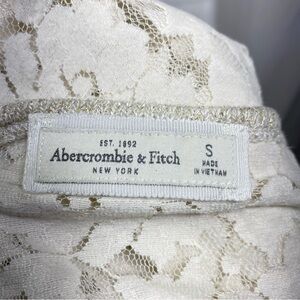 EST. 1892
Abercrombie & Fitch
NEW YORK
S
MADE
IN VIETNAM